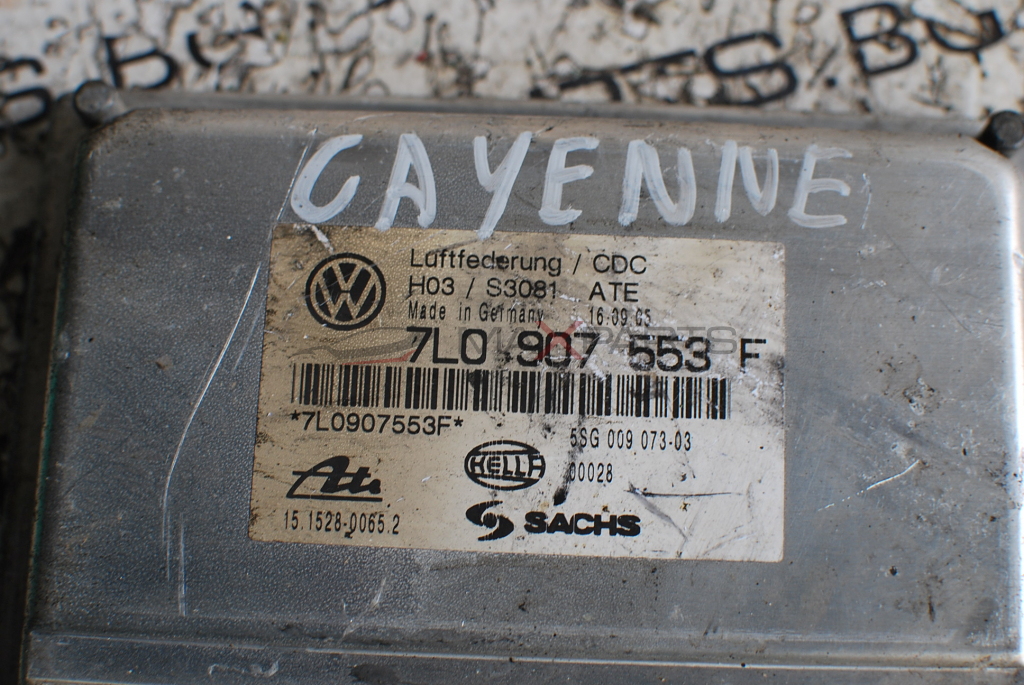 CAYENNE
Luftfederung / CDC
H03 / S3081 ATE
Made in Germany 16.09.05
7L0 907 553 F
MAXPARTS
*7L0907553F*
5SG 009 073-03
HELLA
00028
Ate
15.1528-0065.2
SACHS